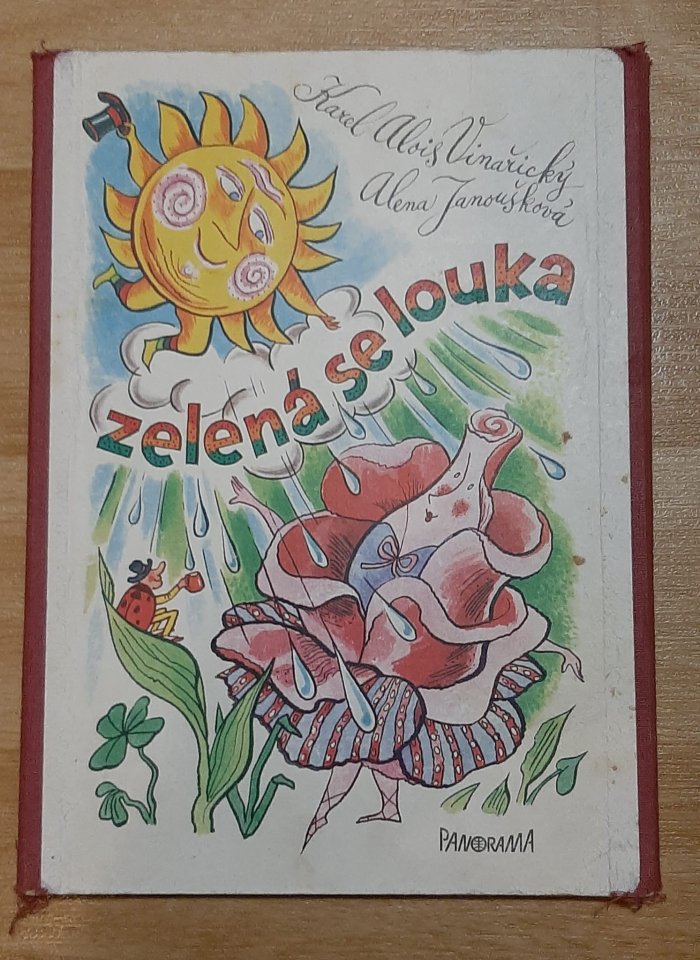 Karel Alois Vinařický
Alena Janoušková
zelená se louka
PANORAMA